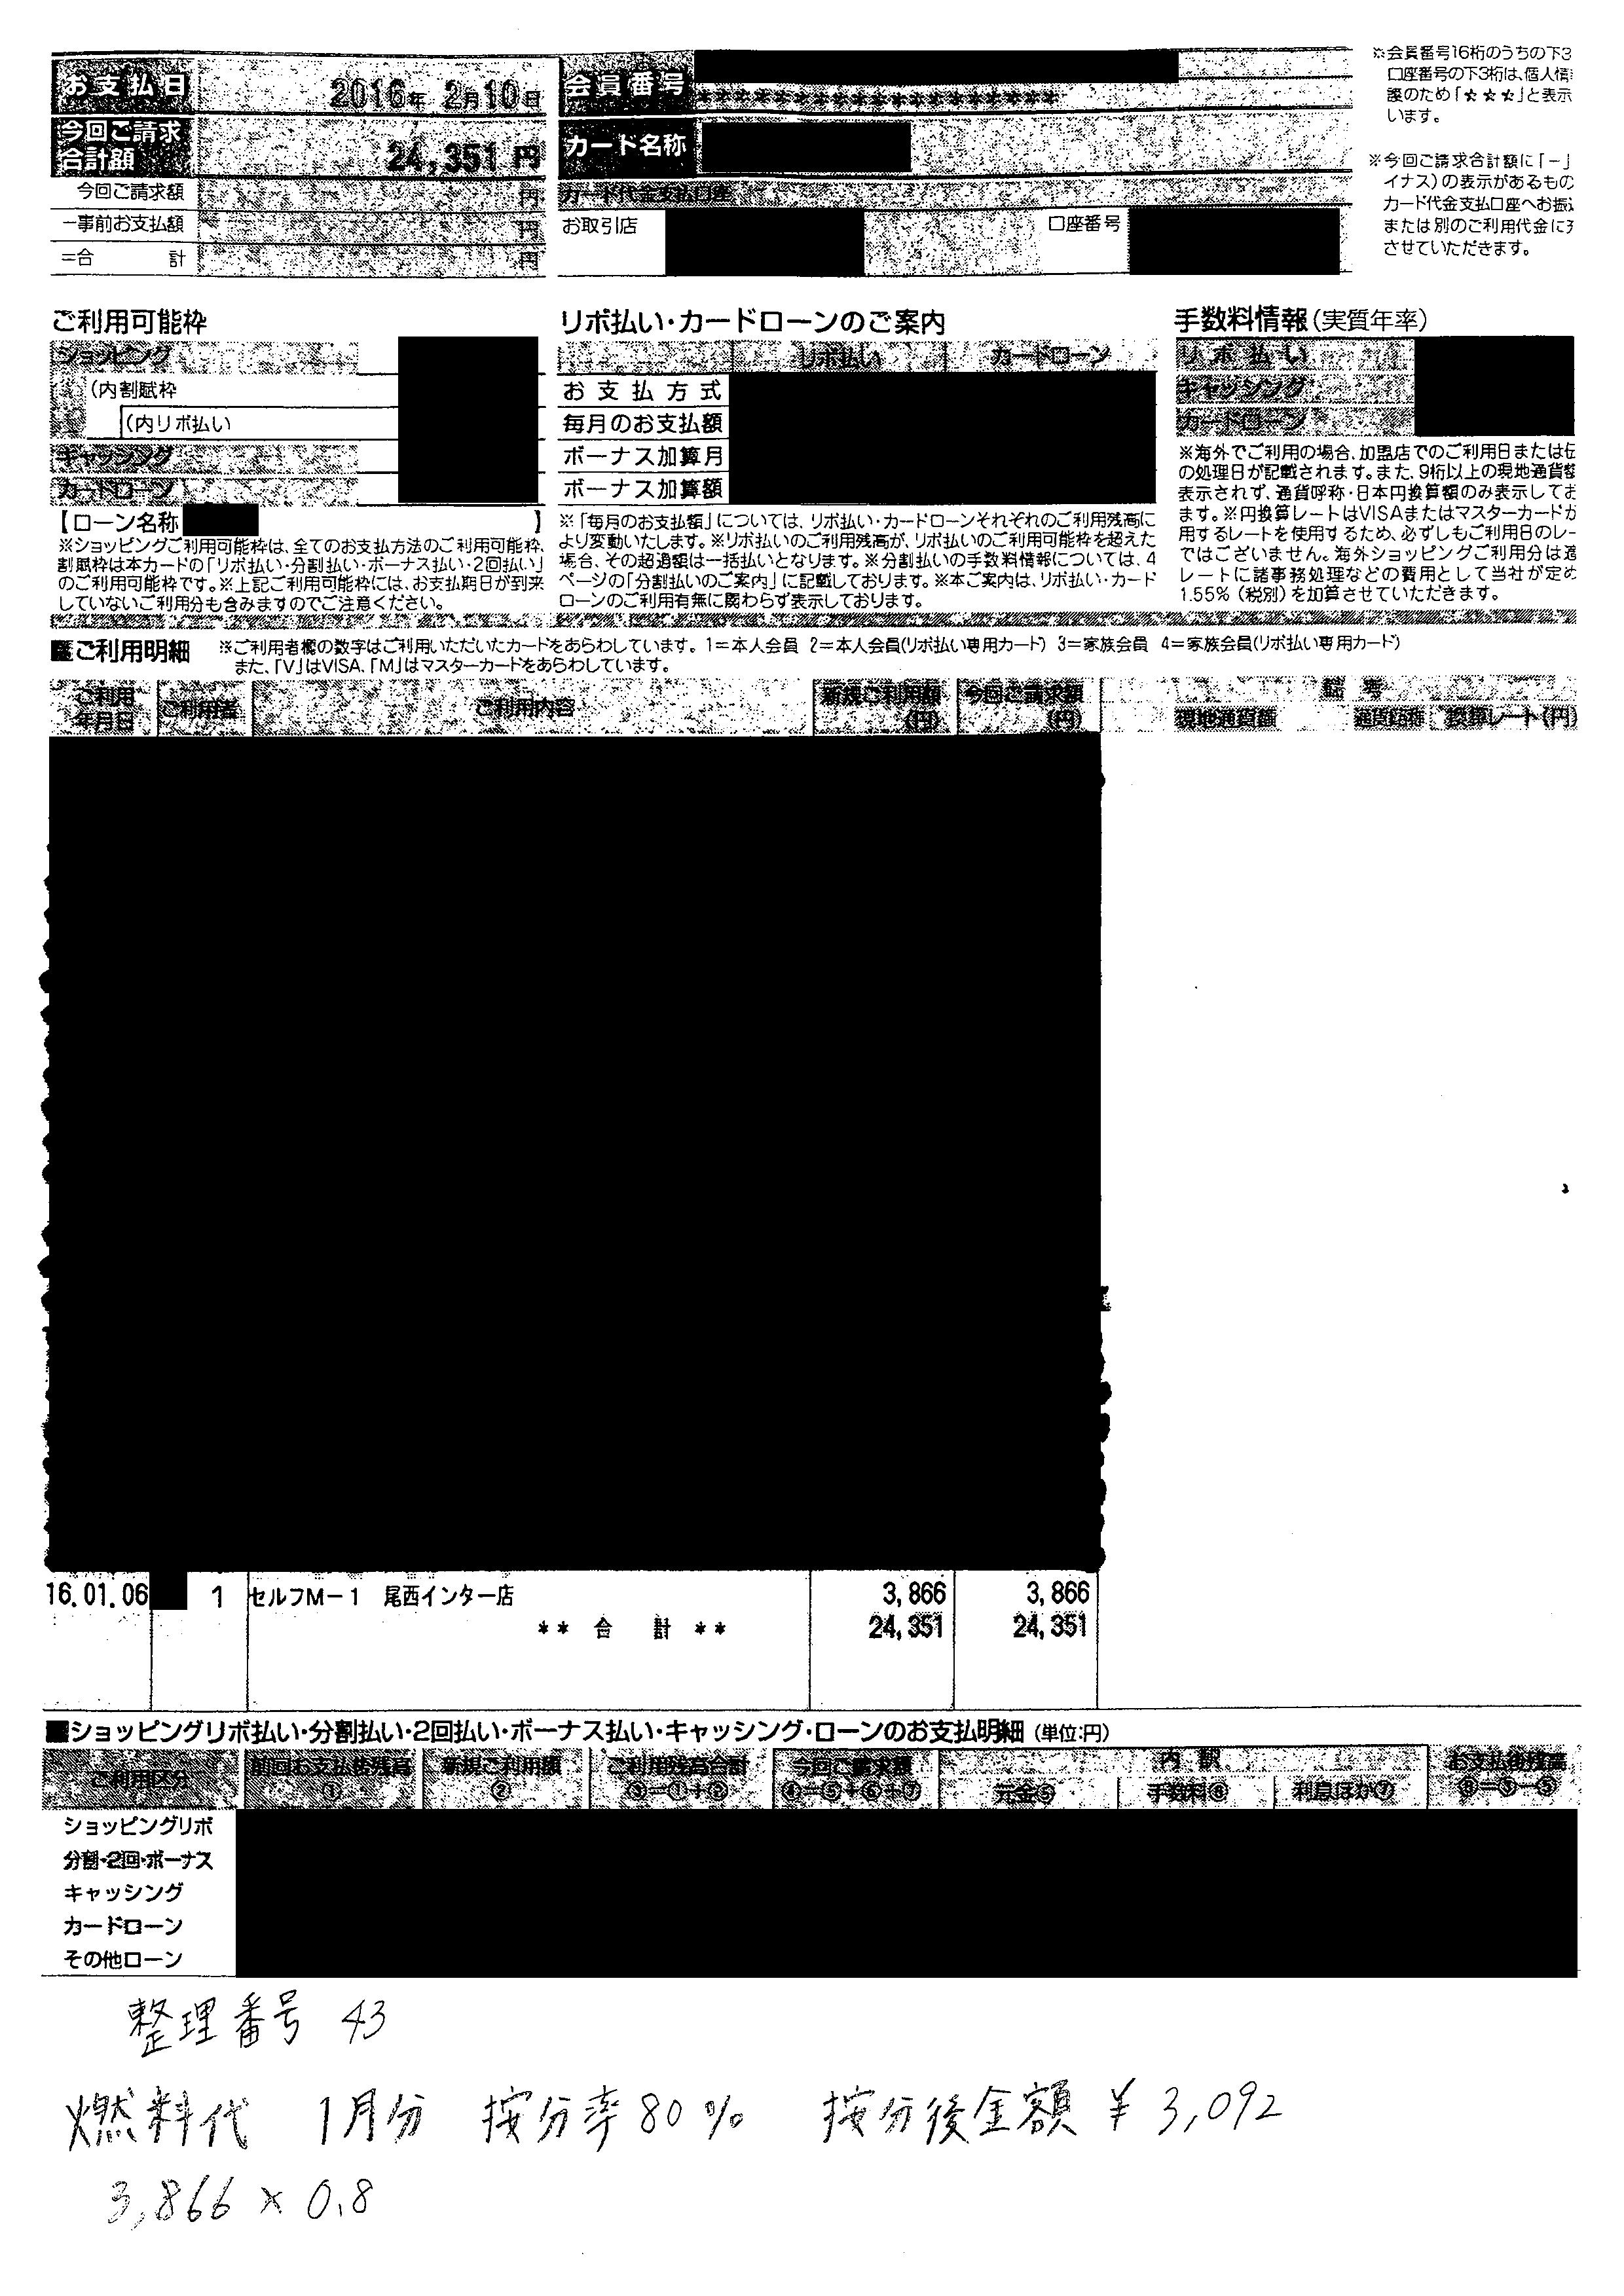 お支払日 2016年 2月10日 会員番号 ********************
今回ご請求合計額 24,351 円 カード名称
今回ご請求額 円 カード代金支払口座
−事前お支払額 円 お取引店 口座番号
=合 計 円
※会員番号16桁のうちの下3
口座番号の下3桁は、個人情
護のため「★★★」と表示
います。
※今回ご請求合計額に「−」
イナス)の表示があるもの
カード代金支払口座へお振
または別のご利用代金に
させていただきます。
ご利用可能枠
ショッピング
(内割賦枠
(内リボ払い
キャッシング
カードローン
【ローン名称 】
※ショッピングご利用可能枠は、全てのお支払方法のご利用可能枠、
割賦枠は本カードの「リボ払い・分割払い・ボーナス払い・2回払い」
のご利用可能枠です。※上記ご利用可能枠には、お支払期日が到来
していないご利用分も含みますのでご注意ください。
リボ払い・カードローンのご案内
リボ払い カードローン
お支払方式
毎月のお支払額
ボーナス加算月
ボーナス加算額
※「毎月のお支払額」については、リボ払い・カードローンそれぞれのご利用残高に
より変動いたします。※リボ払いのご利用残高が、リボ払いのご利用可能枠を超えた
場合、その超過額は一括払いとなります。※分割払いの手数料情報については、4
ページの「分割払いのご案内」に記載しております。※本ご案内は、リボ払い・カード
ローンのご利用有無に関わらず表示しております。
手数料情報(実質年率)
リボ払い
キャッシング
カードローン
※海外でご利用の場合、加盟店でのご利用日または伝
の処理日が記載されます。また、9桁以上の現地通貨額
表示されず、通貨呼称・日本円換算額のみ表示してお
ます。※円換算レートはVISAまたはマスターカードが
用するレートを使用するため、必ずしもご利用日のレー
ではございません。海外ショッピングご利用分は適
レートに諸事務処理などの費用として当社が定め
1.55%(税別)を加算させていただきます。
■ご利用明細 ※ご利用者欄の数字はご利用いただいたカードをあらわしています。1=本人会員 2=本人会員(リボ払い専用カード) 3=家族会員 4=家族会員(リボ払い専用カード)
また、「V」はVISA、「M」はマスターカードをあらわしています。
ご利用年月日 ご利用者 ご利用内容 新規ご利用額(円) 今回ご請求額(円) 備考
現地通貨額 通貨略称 換算レート(円)
16.01.06 1 セルフM−1 尾西インター店 3,866 3,866
** 合 計 ** 24,351 24,351
■ショッピングリボ払い・分割払い・2回払い・ボーナス払い・キャッシング・ローンのお支払明細 (単位:円)
ご利用区分 前回お支払後残高① 新規ご利用額② ご利用残高合計③=①+② 今回ご請求額④=⑤+⑥+⑦ 内訳 元金⑤ 手数料⑥ 利息ほか⑦ お支払後残高⑧=③−⑤
ショッピングリボ
分割・2回・ボーナス
キャッシング
カードローン
その他ローン
整理番号 43
燃料代 1月分 按分率80% 按分後金額 ¥3,092
3,866×0.8